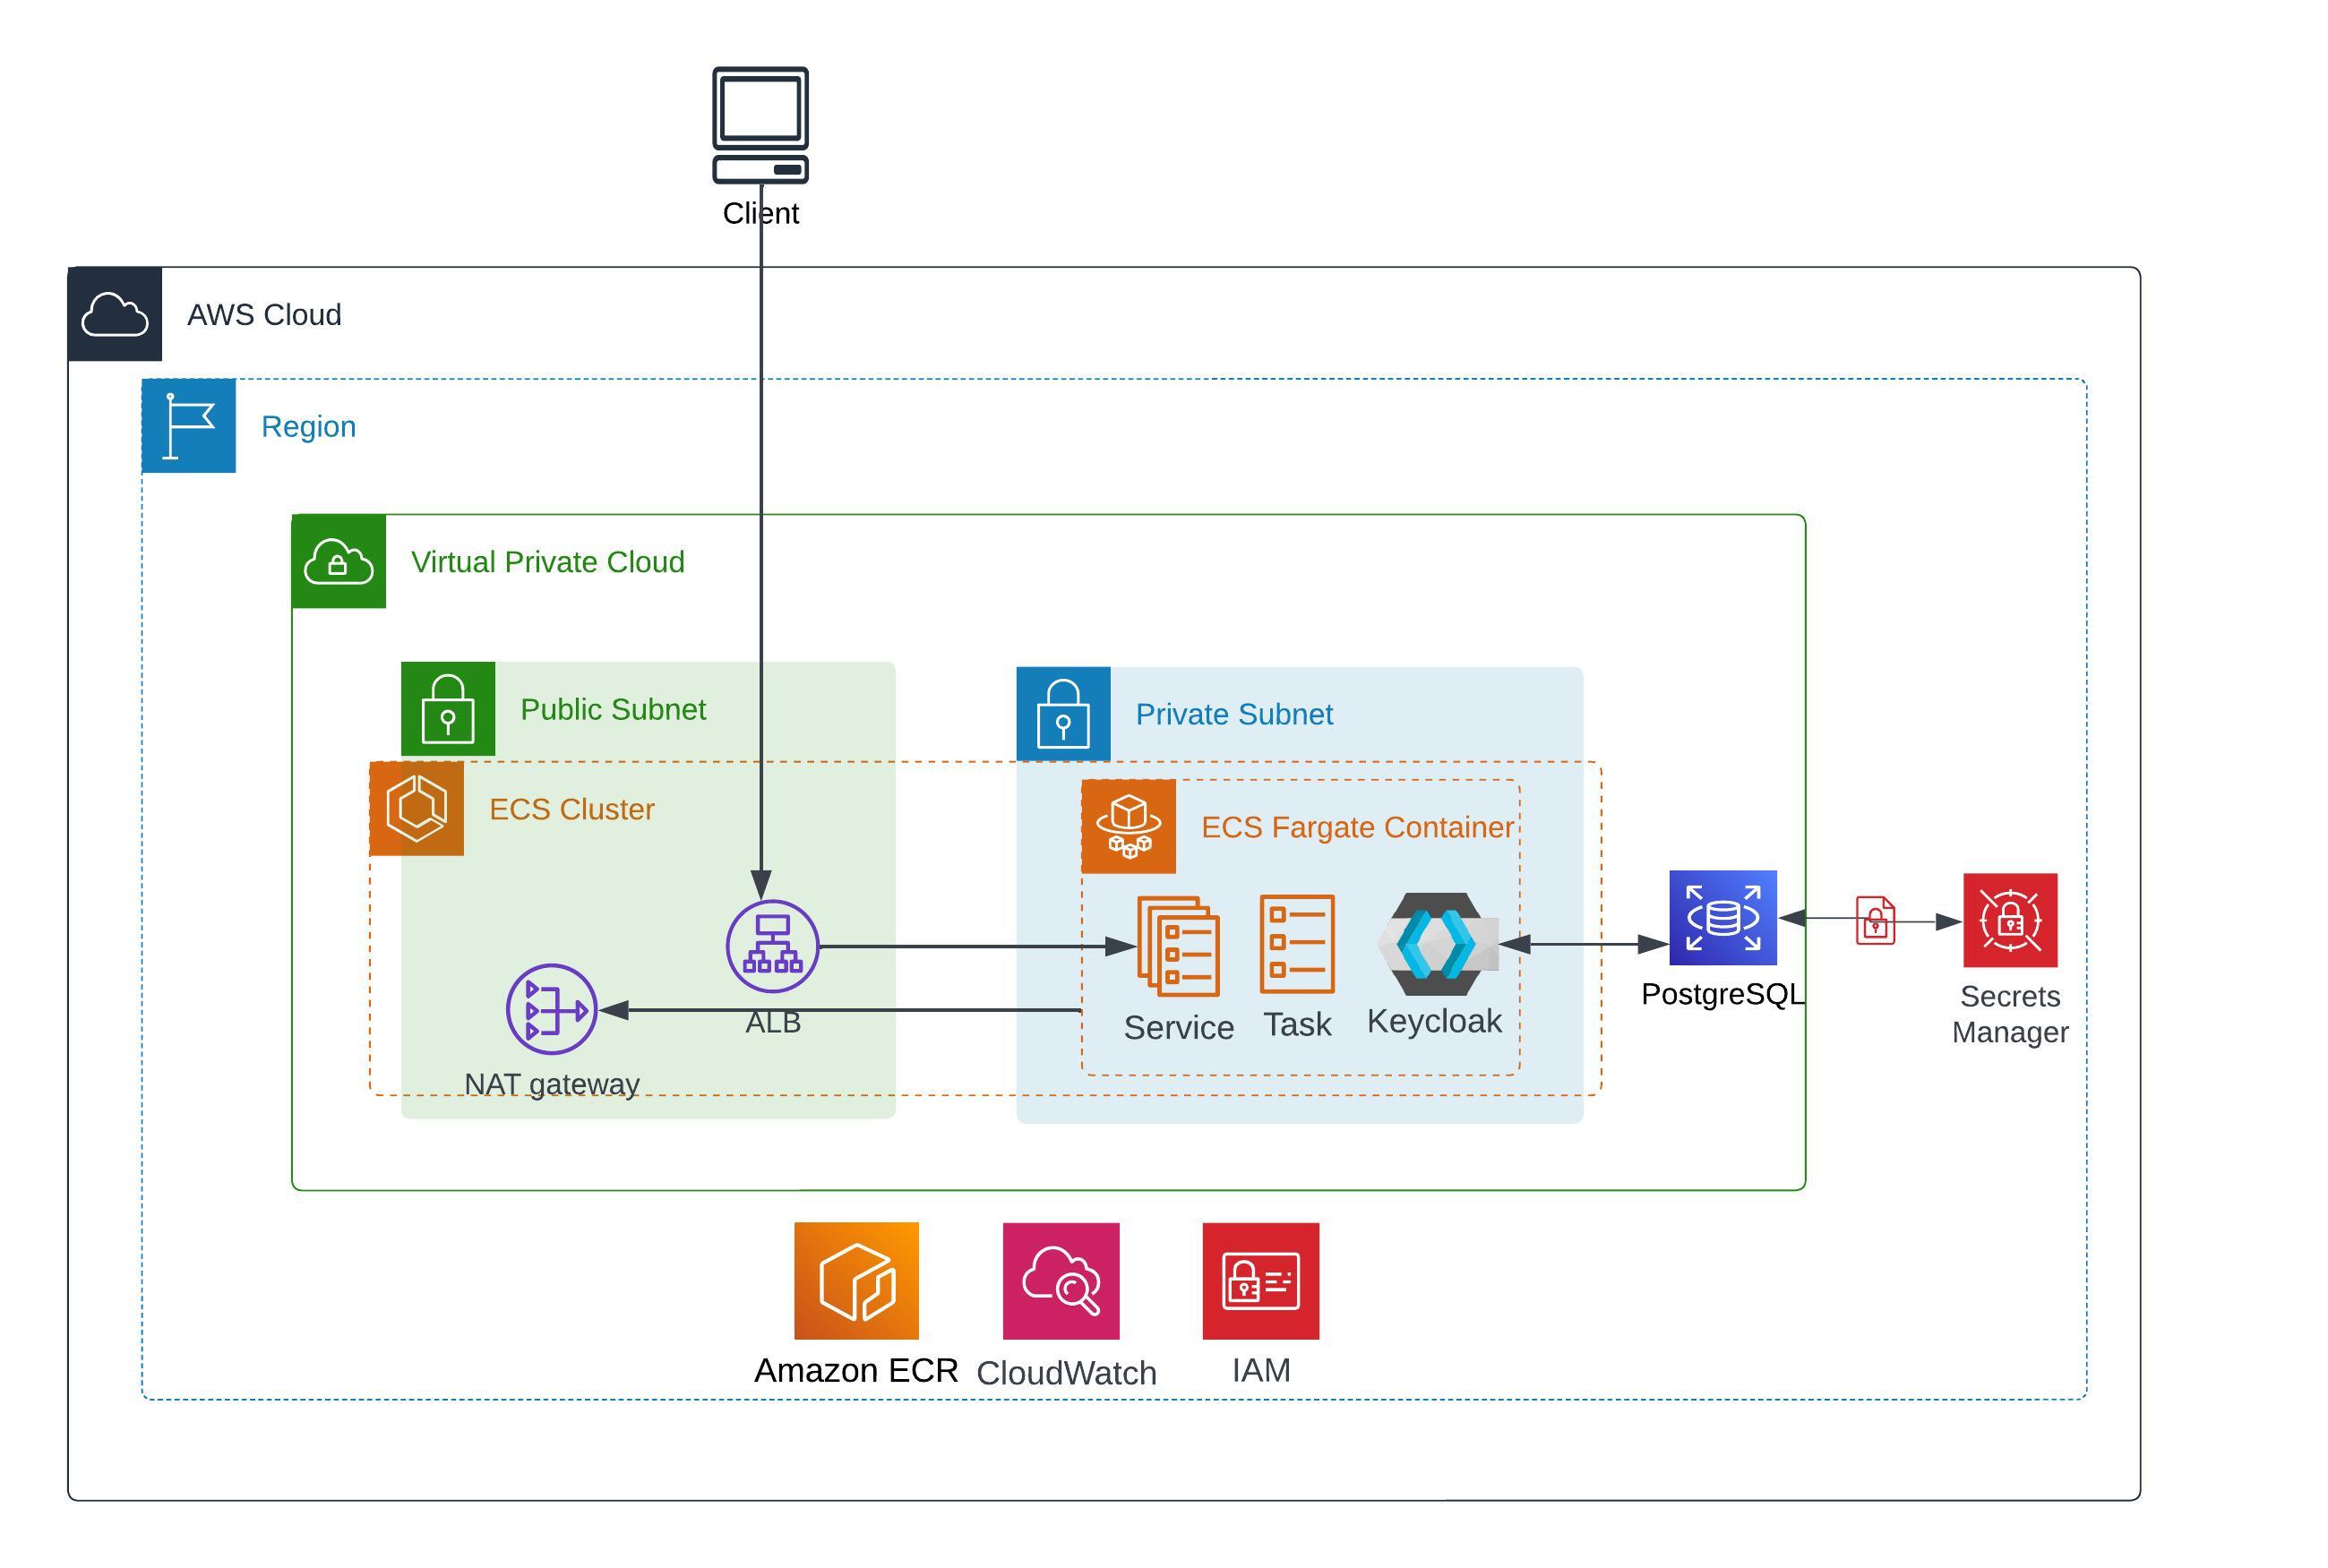 Client
AWS Cloud
Region
Virtual Private Cloud
Public Subnet
Private Subnet
ECS Cluster
ECS Fargate Container
ALB
NAT gateway
Service
Task
Keycloak
PostgreSQL
Secrets
Manager
Amazon ECR
CloudWatch
IAM